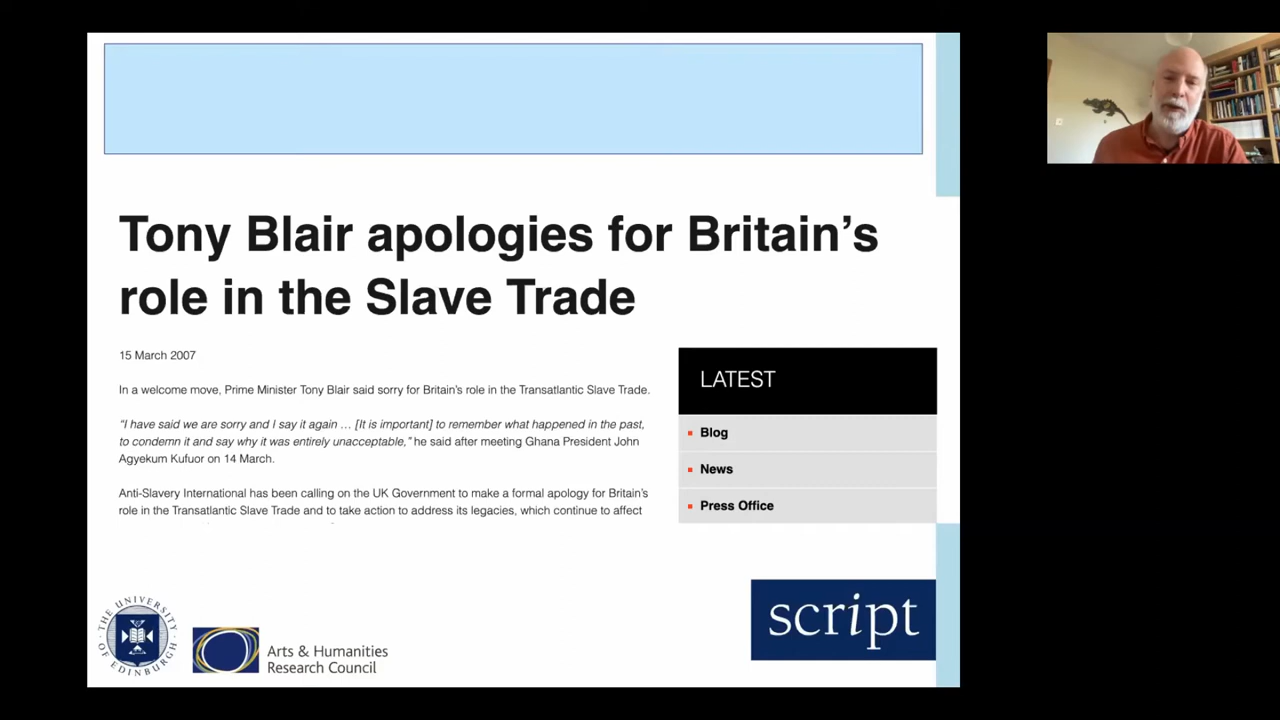 Tony Blair apologies for Britain’s
role in the Slave Trade
15 March 2007
In a welcome move, Prime Minister Tony Blair said sorry for Britain’s role in the Transatlantic Slave Trade.
“I have said we are sorry and I say it again … [It is important] to remember what happened in the past,
to condemn it and say why it was entirely unacceptable,” he said after meeting Ghana President John
Agyekum Kufuor on 14 March.
Anti-Slavery International has been calling on the UK Government to make a formal apology for Britain’s
role in the Transatlantic Slave Trade and to take action to address its legacies, which continue to affect
LATEST
Blog
News
Press Office
THE UNIVERSITY OF EDINBURGH
Arts & Humanities
Research Council
script